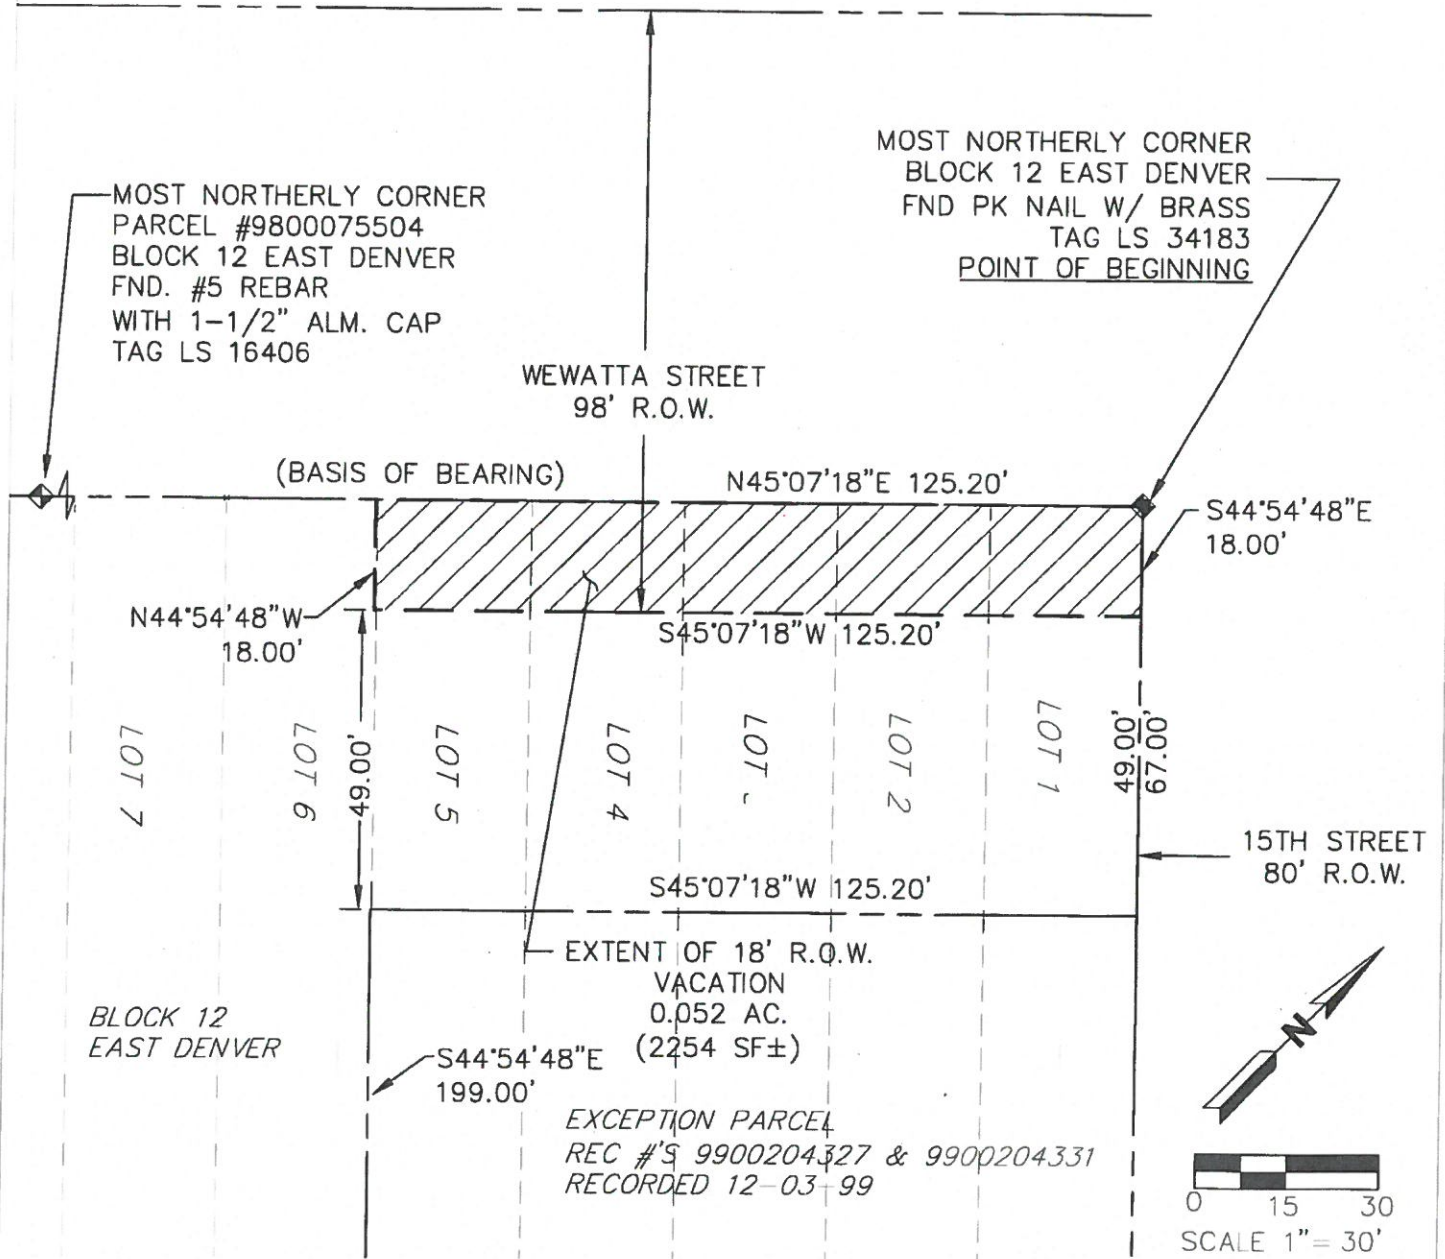 MOST NORTHERLY CORNER
PARCEL #9800075504
BLOCK 12 EAST DENVER
FND. #5 REBAR
WITH 1-1/2" ALM. CAP
TAG LS 16406
MOST NORTHERLY CORNER
BLOCK 12 EAST DENVER
FND PK NAIL W/ BRASS
TAG LS 34183
POINT OF BEGINNING
WEWATTA STREET
98' R.O.W.
(BASIS OF BEARING)
N45°07'18"E 125.20'
S44°54'48"E
18.00'
N44°54'48"W
18.00'
S45°07'18"W 125.20'
LOT 7
LOT 6
49.00'
LOT 5
LOT 4
LOT
LOT 2
LOT 1
49.00'
67.00'
15TH STREET
80' R.O.W.
S45°07'18"W 125.20'
EXTENT OF 18' R.O.W.
VACATION
0.052 AC.
(2254 SF±)
BLOCK 12
EAST DENVER
S44°54'48"E
199.00'
EXCEPTION PARCEL
REC #'S 9900204327 & 9900204331
RECORDED 12-03-99
N
0 15 30
SCALE 1"= 30'